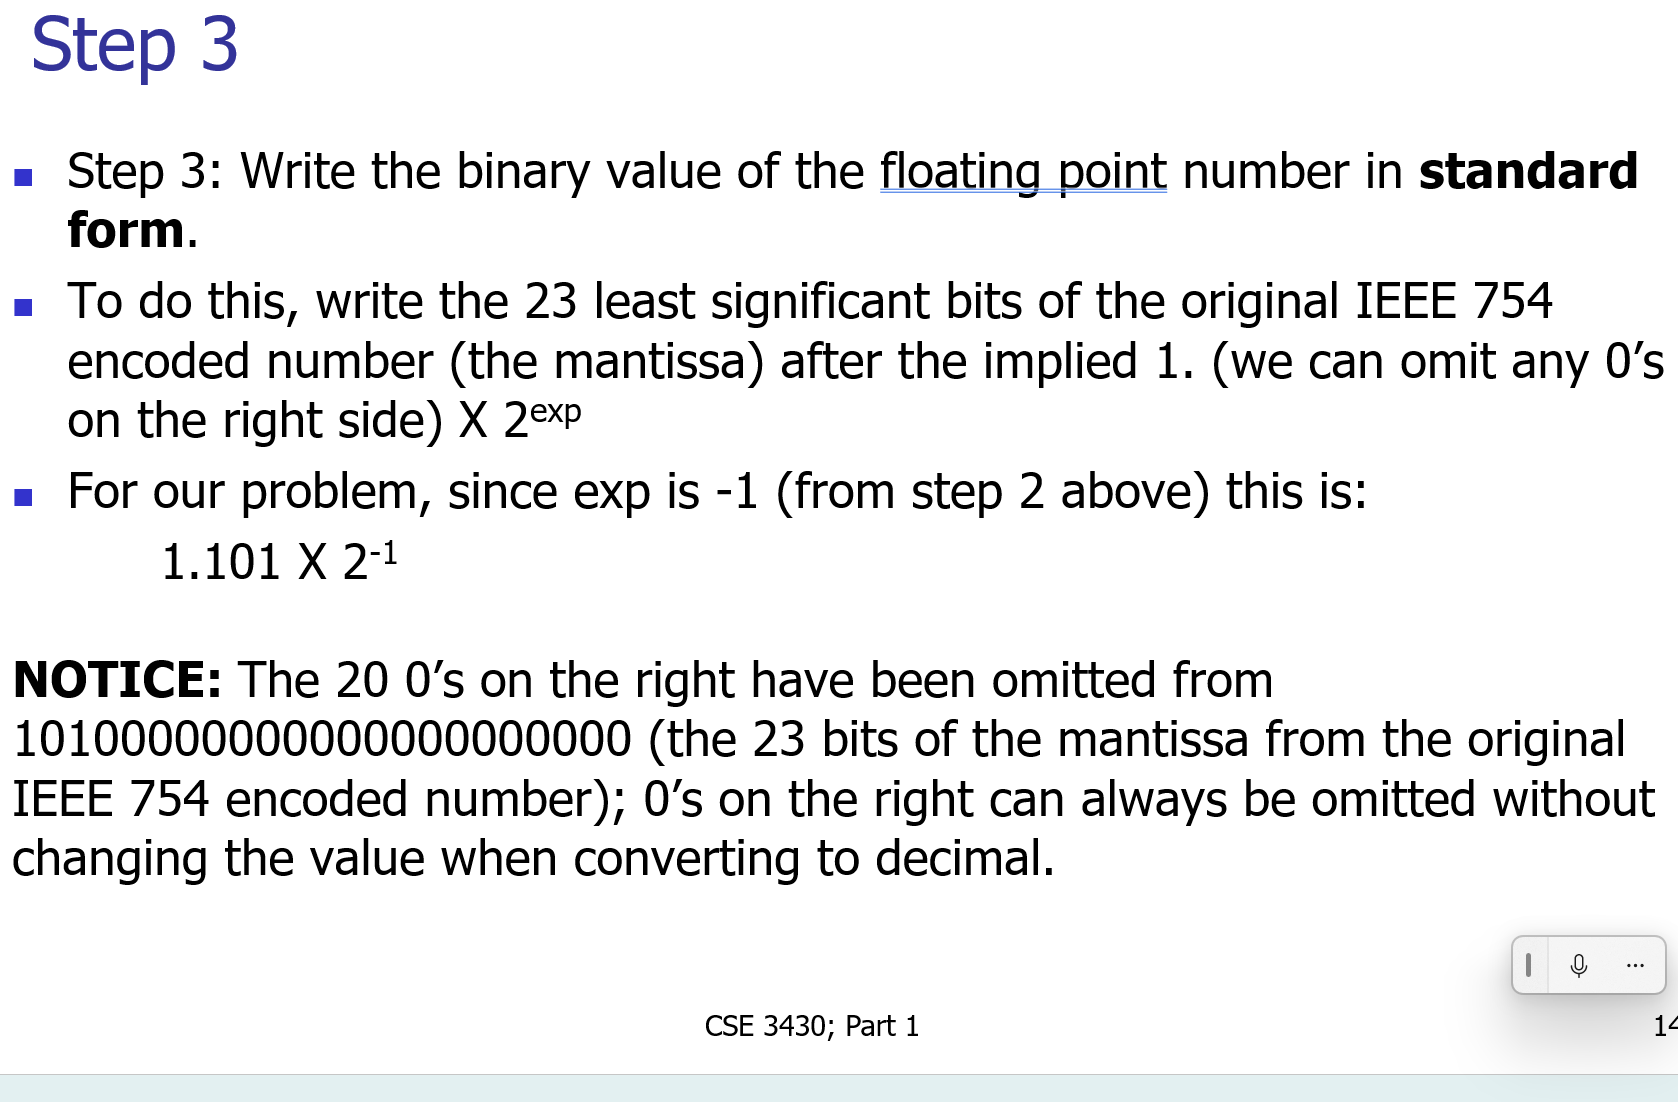 Step 3
Step 3: Write the binary value of the floating point number in standard
form.
To do this, write the 23 least significant bits of the original IEEE 754
encoded number (the mantissa) after the implied 1. (we can omit any 0’s
on the right side) X 2^exp
For our problem, since exp is -1 (from step 2 above) this is:
1.101 X 2^-1
NOTICE: The 20 0’s on the right have been omitted from
10100000000000000000000 (the 23 bits of the mantissa from the original
IEEE 754 encoded number); 0’s on the right can always be omitted without
changing the value when converting to decimal.
CSE 3430; Part 1
14